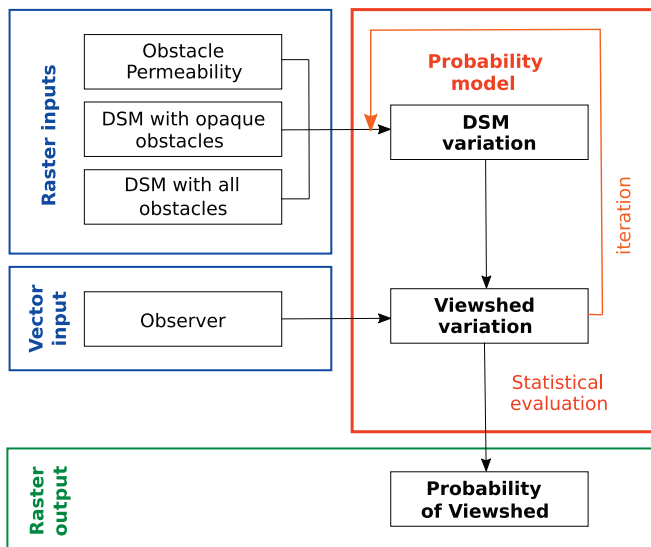 Raster inputs
Obstacle
Permeability
DSM with opaque
obstacles
DSM with all
obstacles
Vector
input
Observer
Probability
model
DSM
variation
iteration
Viewshed
variation
Statistical
evaluation
Raster
output
Probability
of Viewshed